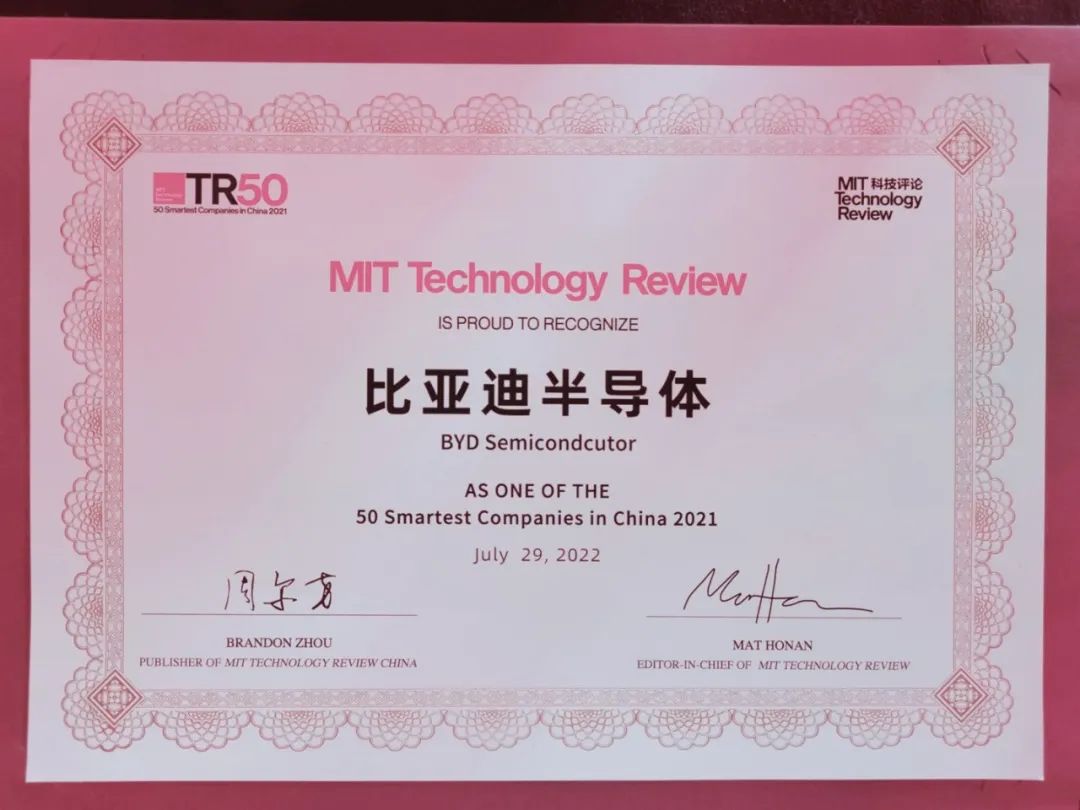 TR50
50 Smartest Companies in China 2021
MIT 科技评论
Technology
Review
MIT Technology Review
IS PROUD TO RECOGNIZE
比亚迪半导体
BYD Semicondcutor
AS ONE OF THE
50 Smartest Companies in China 2021
July 29, 2022
BRANDON ZHOU
PUBLISHER OF MIT TECHNOLOGY REVIEW CHINA
MAT HONAN
EDITOR-IN-CHIEF OF MIT TECHNOLOGY REVIEW